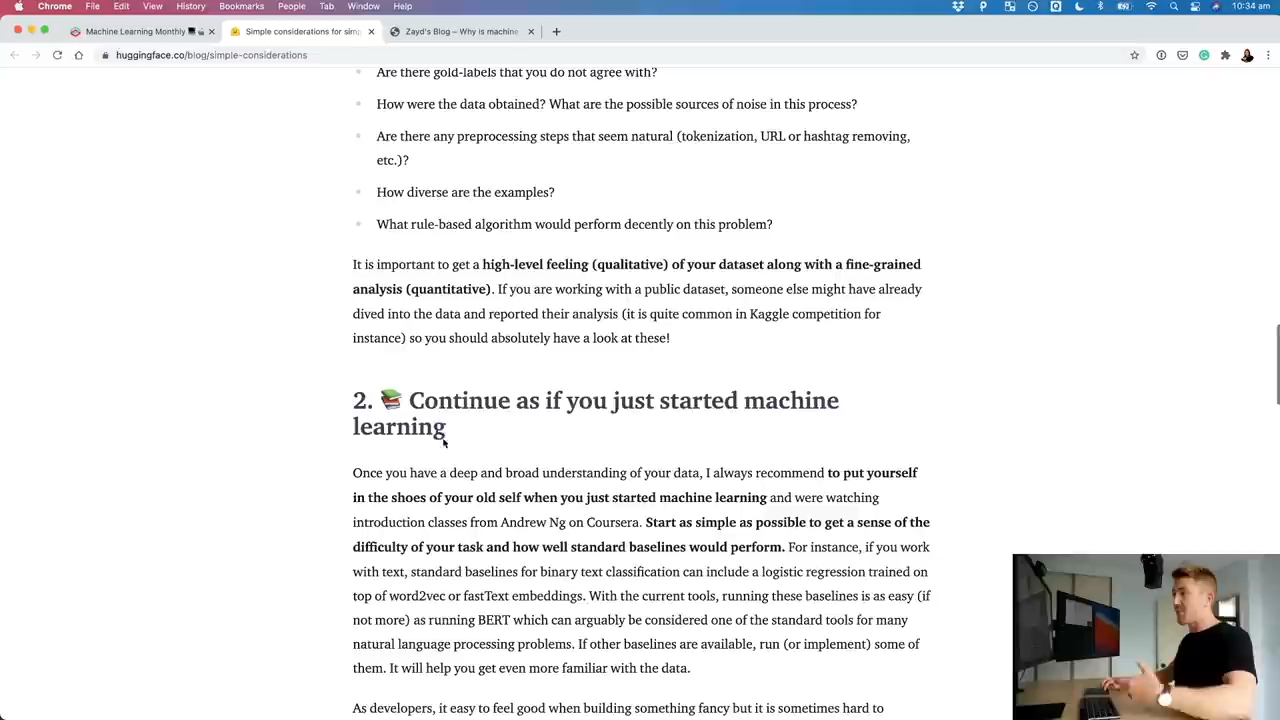 Chrome File Edit View History Bookmarks People Tab Window Help 10:34 am
Machine Learning Monthly Simple considerations for simp Zayd's Blog – Why is machine
huggingface.co/blog/simple-considerations
Are there gold-labels that you do not agree with?
How were the data obtained? What are the possible sources of noise in this process?
Are there any preprocessing steps that seem natural (tokenization, URL or hashtag removing,
etc.)?
How diverse are the examples?
What rule-based algorithm would perform decently on this problem?
It is important to get a high-level feeling (qualitative) of your dataset along with a fine-grained
analysis (quantitative). If you are working with a public dataset, someone else might have already
dived into the data and reported their analysis (it is quite common in Kaggle competition for
instance) so you should absolutely have a look at these!
2. 📚 Continue as if you just started machine
learning
Once you have a deep and broad understanding of your data, I always recommend to put yourself
in the shoes of your old self when you just started machine learning and were watching
introduction classes from Andrew Ng on Coursera. Start as simple as possible to get a sense of the
difficulty of your task and how well standard baselines would perform. For instance, if you work
with text, standard baselines for binary text classification can include a logistic regression trained on
top of word2vec or fastText embeddings. With the current tools, running these baselines is as easy (if
not more) as running BERT which can arguably be considered one of the standard tools for many
natural language processing problems. If other baselines are available, run (or implement) some of
them. It will help you get even more familiar with the data.
As developers, it easy to feel good when building something fancy but it is sometimes hard to